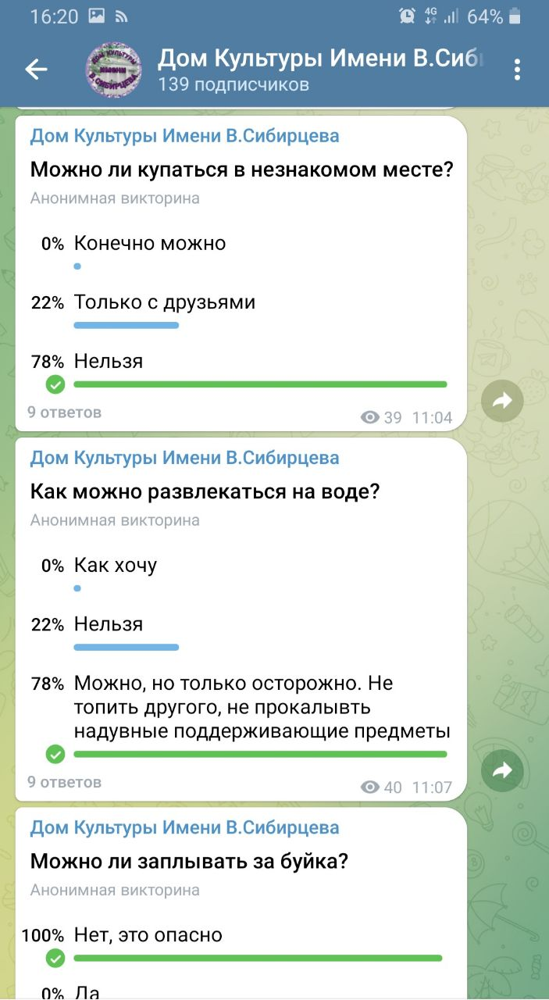 16:20
4G
64%
Дом Культуры Имени В.Сиб
139 подписчиков
ДОМ КУЛЬТУРЫ
ИМЕНИ
В.СИБИРЦЕВА
Дом Культуры Имени В.Сибирцева
Можно ли купаться в незнакомом месте?
Анонимная викторина
0% Конечно можно
22% Только с друзьями
78% Нельзя
9 ответов
39 11:04
Дом Культуры Имени В.Сибирцева
Как можно развлекаться на воде?
Анонимная викторина
0% Как хочу
22% Нельзя
78% Можно, но только осторожно. Не
топить другого, не прокалывть
надувные поддерживающие предметы
9 ответов
40 11:07
Дом Культуры Имени В.Сибирцева
Можно ли заплывать за буйка?
Анонимная викторина
100% Нет, это опасно
0% Да